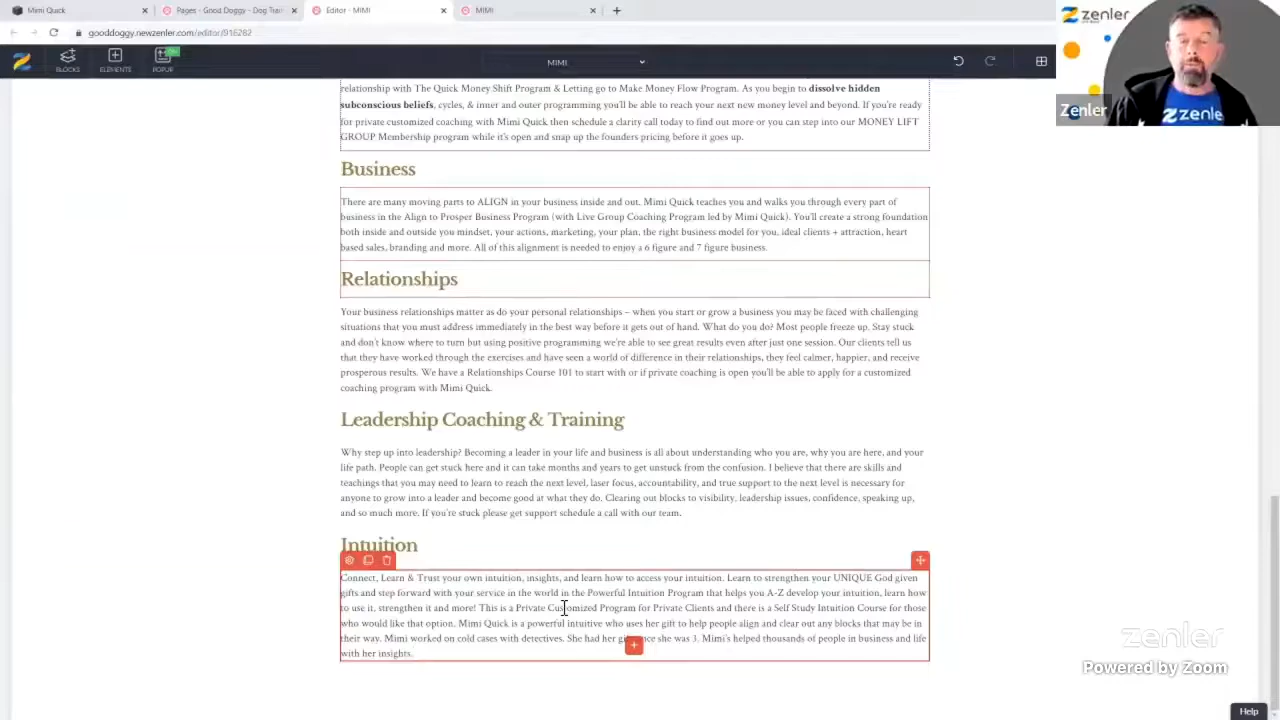 Mimi Quick
Pages - Good Doggy - Dog Train
Editor - MIMI
MIMI
gooddoggy.newzenler.com/editor/916282
BLOCKS
ELEMENTS
POPUP
MIMI
zenler
Zenler
Zenle
relationship with The Quick Money Shift Program & Letting go to Make Money Flow Program. As you begin to dissolve hidden
subconscious beliefs, cycles, & inner and outer programming you'll be able to reach your next new money level and beyond. If you're ready
for private customized coaching with Mimi Quick then schedule a clarity call today to find out more or you can step into our MONEY LIFT
GROUP Membership program while it's open and snap up the founders pricing before it goes up.
Business
There are many moving parts to ALIGN in your business inside and out. Mimi Quick teaches you and walks you through every part of
business in the Align to Prosper Business Program (with Live Group Coaching Program led by Mimi Quick). You'll create a strong foundation
both inside and outside you mindset, your actions, marketing, your plan, the right business model for you, ideal clients + attraction, heart
based sales, branding and more. All of this alignment is needed to enjoy a 6 figure and 7 figure business.
Relationships
Your business relationships matter as do your personal relationships – when you start or grow a business you may be faced with challenging
situations that you must address immediately in the best way before it gets out of hand. What do you do? Most people freeze up. Stay stuck
and don't know where to turn but using positive programming we're able to see great results even after just one session. Our clients tell us
that they have worked through the exercises and have seen a world of difference in their relationships, they feel calmer, happier, and receive
prosperous results. We have a Relationships Course 101 to start with or if private coaching is open you'll be able to apply for a customized
coaching program with Mimi Quick.
Leadership Coaching & Training
Why step up into leadership? Becoming a leader in your life and business is all about understanding who you are, why you are here, and your
life path. People can get stuck here and it can take months and years to get unstuck from the confusion. I believe that there are skills and
teachings that you may need to learn to reach the next level, laser focus, accountability, and true support to the next level is necessary for
anyone to grow into a leader and become good at what they do. Clearing out blocks to visibility, leadership issues, confidence, speaking up,
and so much more. If you're stuck please get support schedule a call with our team.
Intuition
Connect, Learn & Trust your own intuition, insights, and learn how to access your intuition. Learn to strengthen your UNIQUE God given
gifts and step forward with your service in the world in the Powerful Intuition Program that helps you A-Z develop your intuition, learn how
to use it, strengthen it and more! This is a Private Customized Program for Private Clients and there is a Self Study Intuition Course for those
who would like that option. Mimi Quick is a powerful intuitive who uses her gift to help people align and clear out any blocks that may be in
their way. Mimi worked on cold cases with detectives. She had her since she was 3. Mimi's helped thousands of people in business and life
with her insights.
zenler
Powered by Zoom
Help